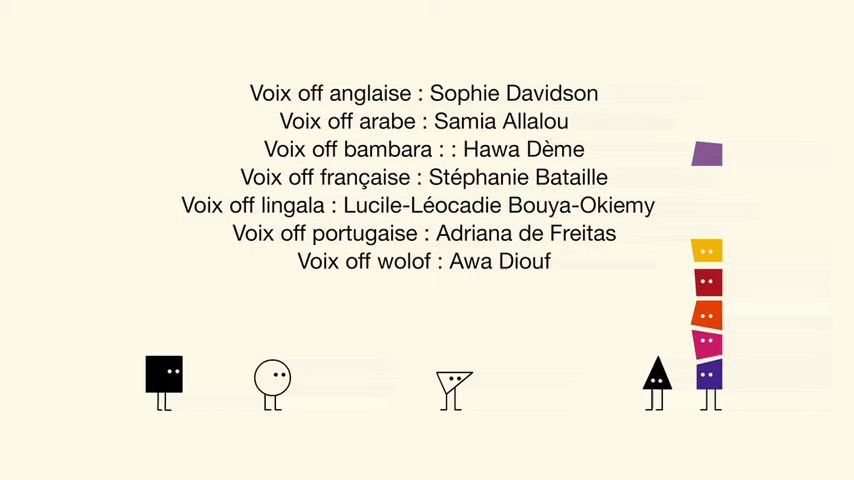 Voix off anglaise : Sophie Davidson
Voix off arabe : Samia Allalou
Voix off bambara : : Hawa Dème
Voix off française : Stéphanie Bataille
Voix off lingala : Lucile-Léocadie Bouya-Okiemy
Voix off portugaise : Adriana de Freitas
Voix off wolof : Awa Diouf